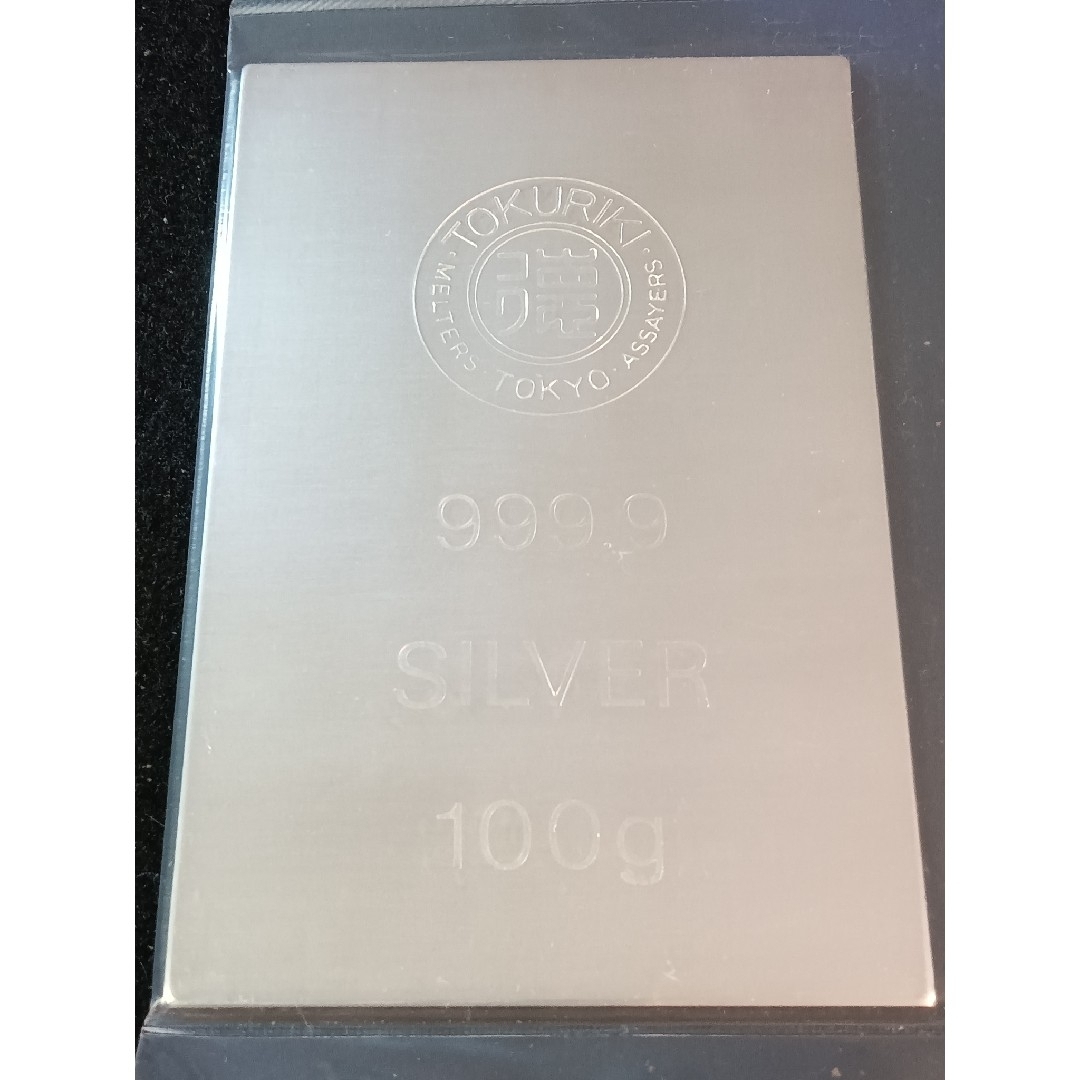 TOKURIKI
MELTERS · TOKYO · ASSAYERS
999.9
SILVER
100g